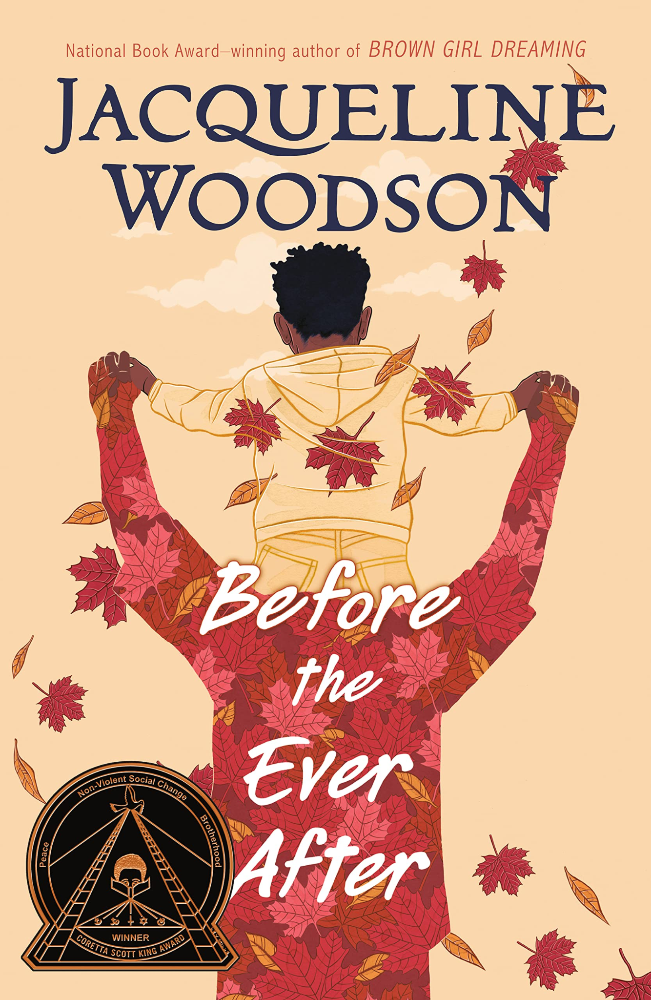 National Book Award–winning author of BROWN GIRL DREAMING
JACQUELINE
WOODSON
Before
the
Ever
After
Non-Violent Social Change
Peace
Brotherhood
WINNER
CORETTA SCOTT KING AWARD